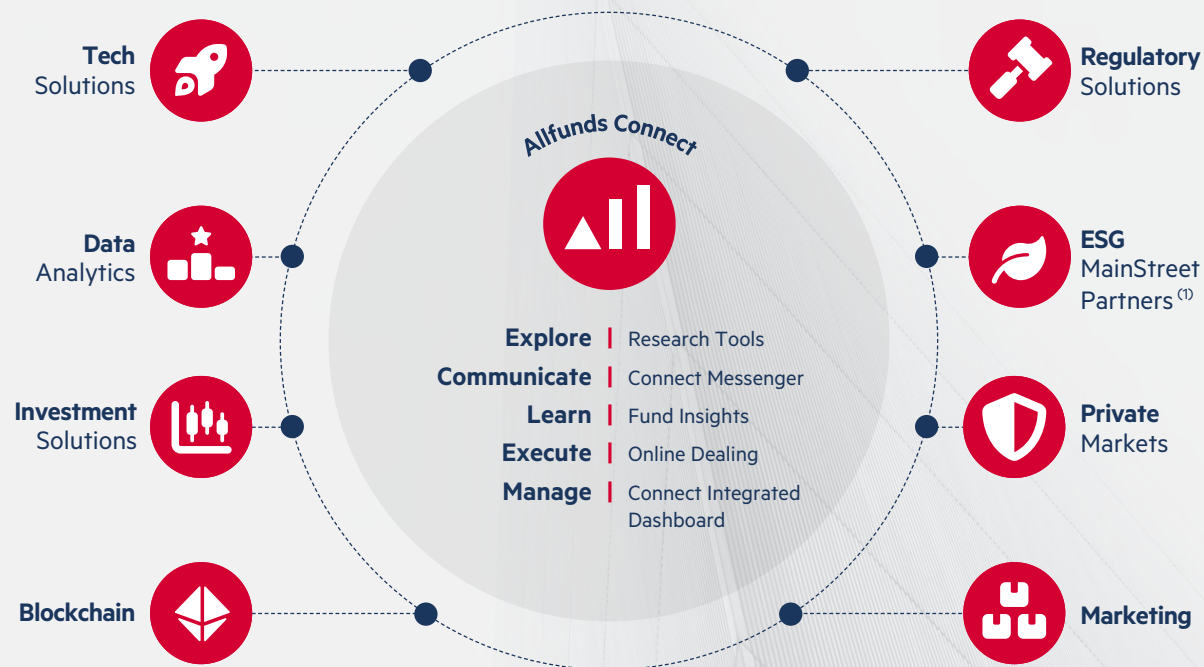 Tech
Solutions
Data
Analytics
Investment
Solutions
Blockchain
Allfunds Connect
Explore | Research Tools
Communicate | Connect Messenger
Learn | Fund Insights
Execute | Online Dealing
Manage | Connect Integrated
Dashboard
Regulatory
Solutions
ESG
MainStreet
Partners (1)
Private
Markets
Marketing